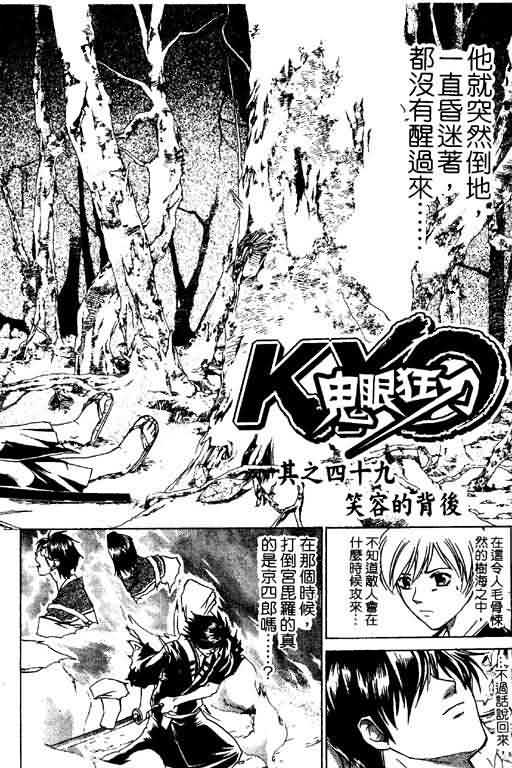 他就突然倒地，
一直昏迷著，
都沒有醒過來……
KYO
鬼眼狂刀
其之四十九
笑容的背後
在這令人毛骨悚
然的樹海之中，
不知道敵人會在
什麼時候攻來…
…不過話說回來，
在那個時候，
打倒宮毘羅的真
的是京四郎嗎……？